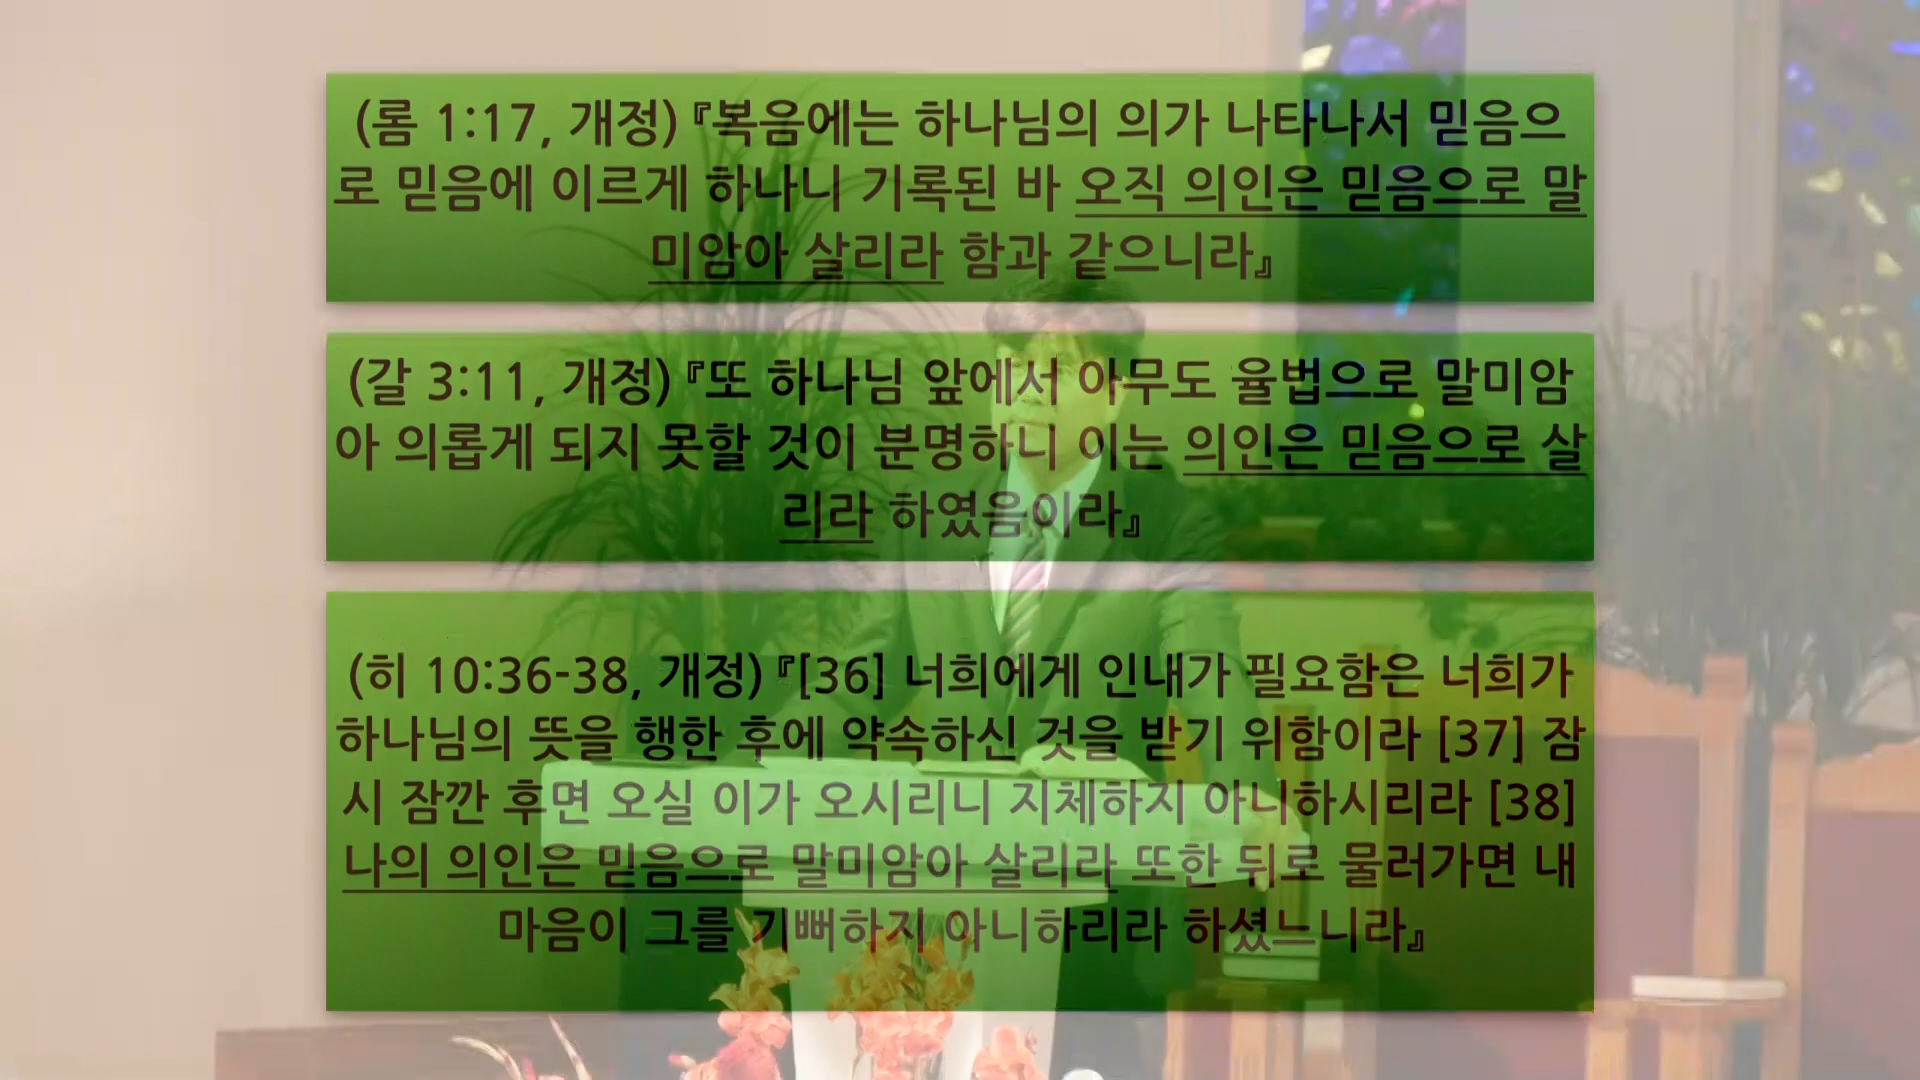 (롬 1:17, 개정) 『복음에는 하나님의 의가 나타나서 믿음으
로 믿음에 이르게 하나니 기록된 바 오직 의인은 믿음으로 말
미암아 살리라 함과 같으니라』
(갈 3:11, 개정) 『또 하나님 앞에서 아무도 율법으로 말미암
아 의롭게 되지 못할 것이 분명하니 이는 의인은 믿음으로 살
리라 하였음이라』
(히 10:36-38, 개정) 『[36] 너희에게 인내가 필요함은 너희가
하나님의 뜻을 행한 후에 약속하신 것을 받기 위함이라 [37] 잠
시 잠깐 후면 오실 이가 오시리니 지체하지 아니하시리라 [38]
나의 의인은 믿음으로 말미암아 살리라 또한 뒤로 물러가면 내
마음이 그를 기뻐하지 아니하리라 하셨느니라』